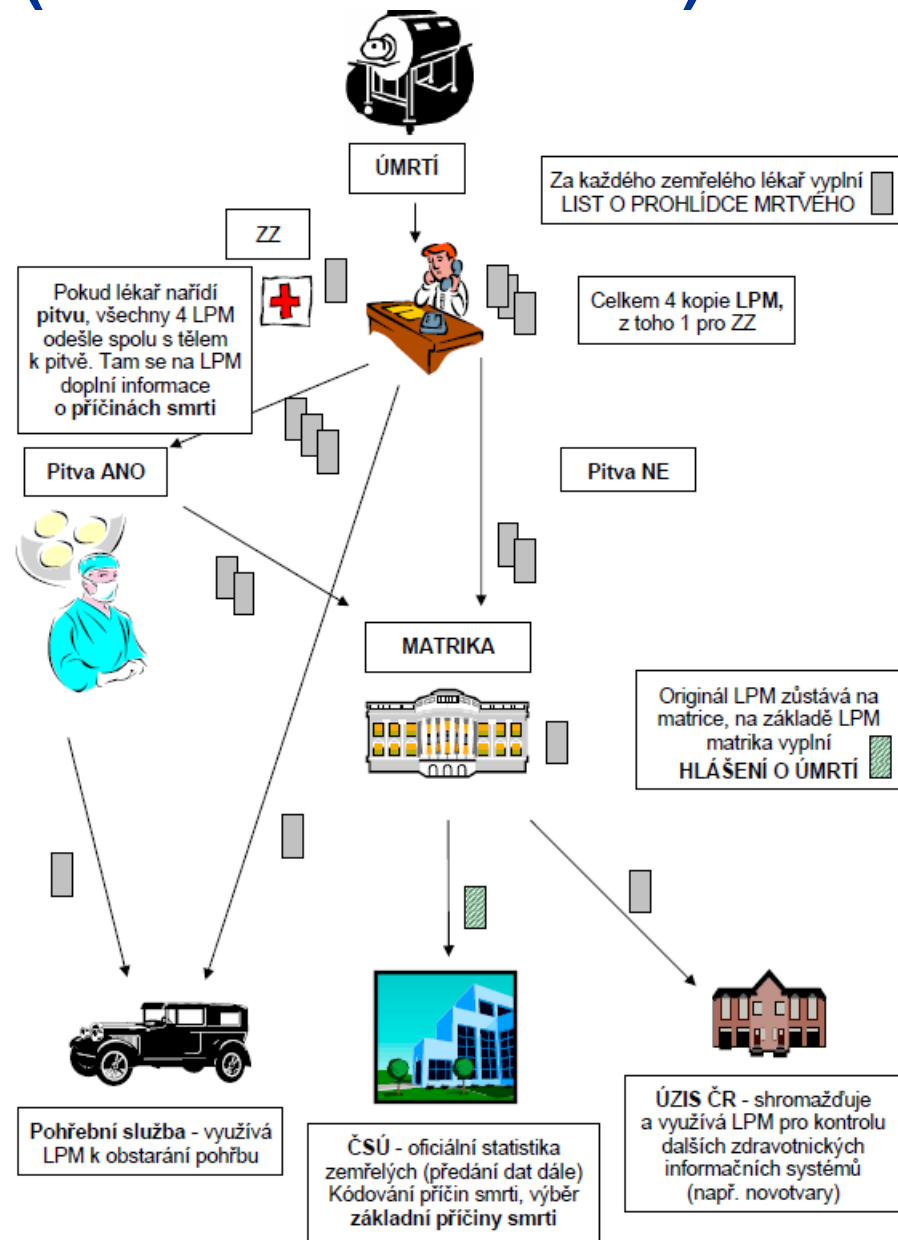 ÚMRTÍ
Za každého zemřelého lékař vyplní
LIST O PROHLÍDCE MRTVÉHO
ZZ
Pokud lékař nařídí
pitvu, všechny 4 LPM
odešle spolu s tělem
k pitvě. Tam se na LPM
doplní informace
o příčinách smrti
Celkem 4 kopie LPM,
z toho 1 pro ZZ
Pitva ANO
Pitva NE
MATRIKA
Originál LPM zůstává na
matrice, na základě LPM
matrika vyplní
HLÁŠENÍ O ÚMRTÍ
Pohřební služba - využívá
LPM k obstarání pohřbu
ČSÚ - oficiální statistika
zemřelých (předání dat dále)
Kódování příčin smrti, výběr
základní příčiny smrti
ÚZIS ČR - shromažďuje
a využívá LPM pro kontrolu
dalších zdravotnických
informačních systémů
(např. novotvary)